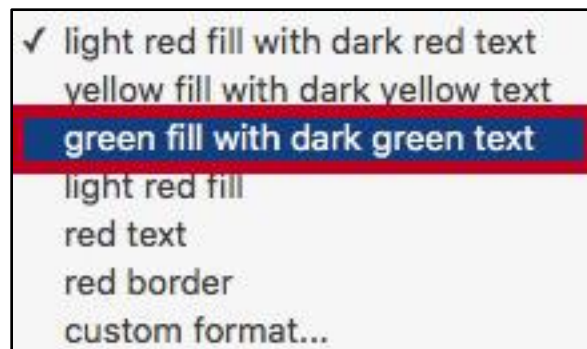 ✓ light red fill with dark red text
yellow fill with dark yellow text
green fill with dark green text
light red fill
red text
red border
custom format...